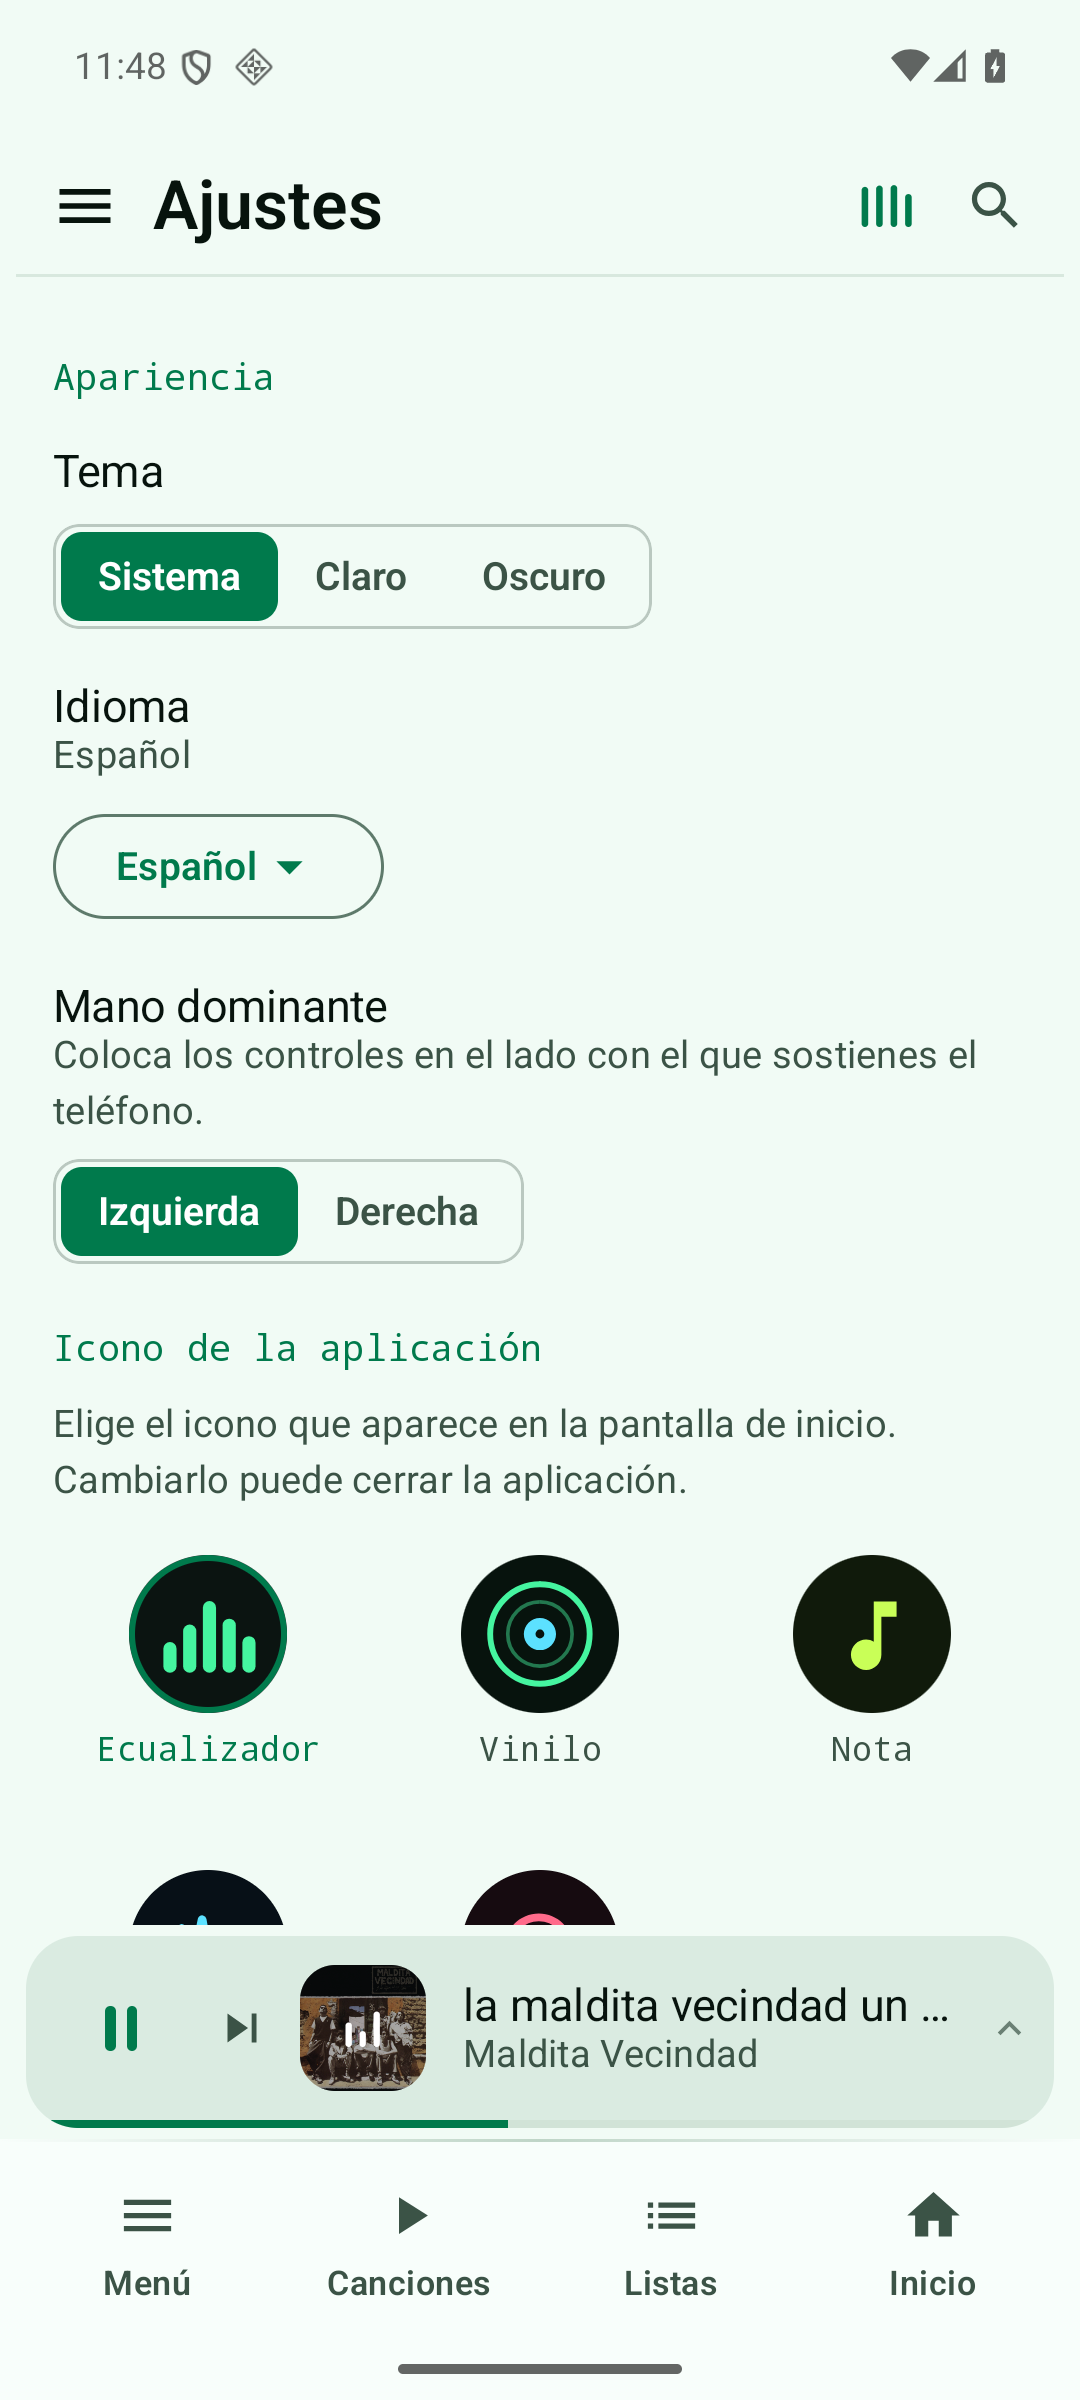 11:48
Ajustes
Apariencia
Tema
Sistema Claro Oscuro
Idioma
Español
Español
Mano dominante
Coloca los controles en el lado con el que sostienes el
teléfono.
Izquierda Derecha
Icono de la aplicación
Elige el icono que aparece en la pantalla de inicio.
Cambiarlo puede cerrar la aplicación.
Ecualizador Vinilo Nota
MALDITA
VECINDAD
la maldita vecindad un ...
Maldita Vecindad
Menú Canciones Listas Inicio